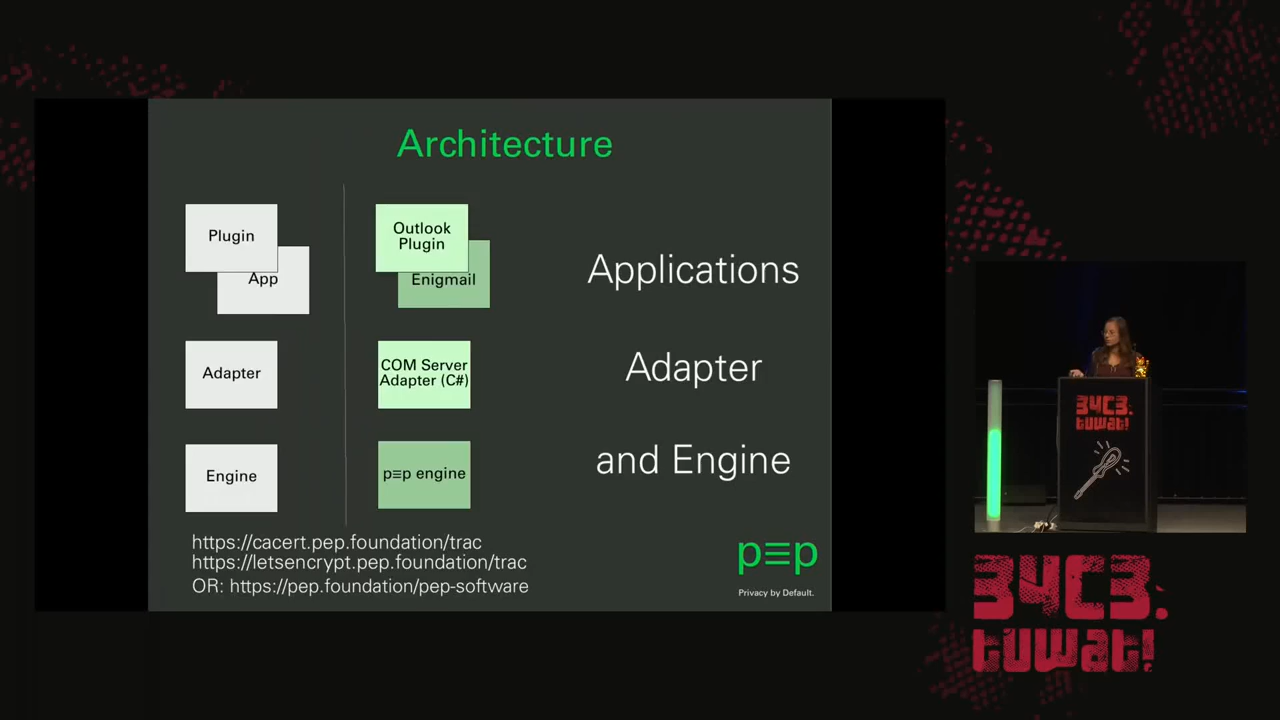 Architecture
Plugin
App
Outlook
Plugin
Enigmail
Applications
Adapter
COM Server
Adapter (C#)
Adapter
Engine
p≡p engine
and Engine
https://cacert.pep.foundation/trac
https://letsencrypt.pep.foundation/trac
OR: https://pep.foundation/pep-software
p≡p
Privacy by Default.
34C3.
tuwat!
34C3.
tuwat!